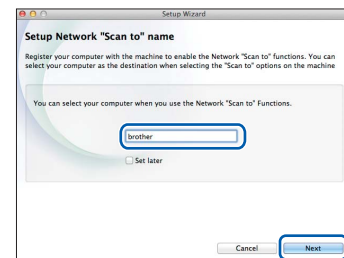 Setup Wizard
Setup Network "Scan to" name
Register your computer with the machine to enable the Network "Scan to" functions. You can
select your computer as the destination when selecting the "Scan to" options on the machine
You can select your computer when you use the Network "Scan to" Functions.
brother
Set later
Cancel
Next